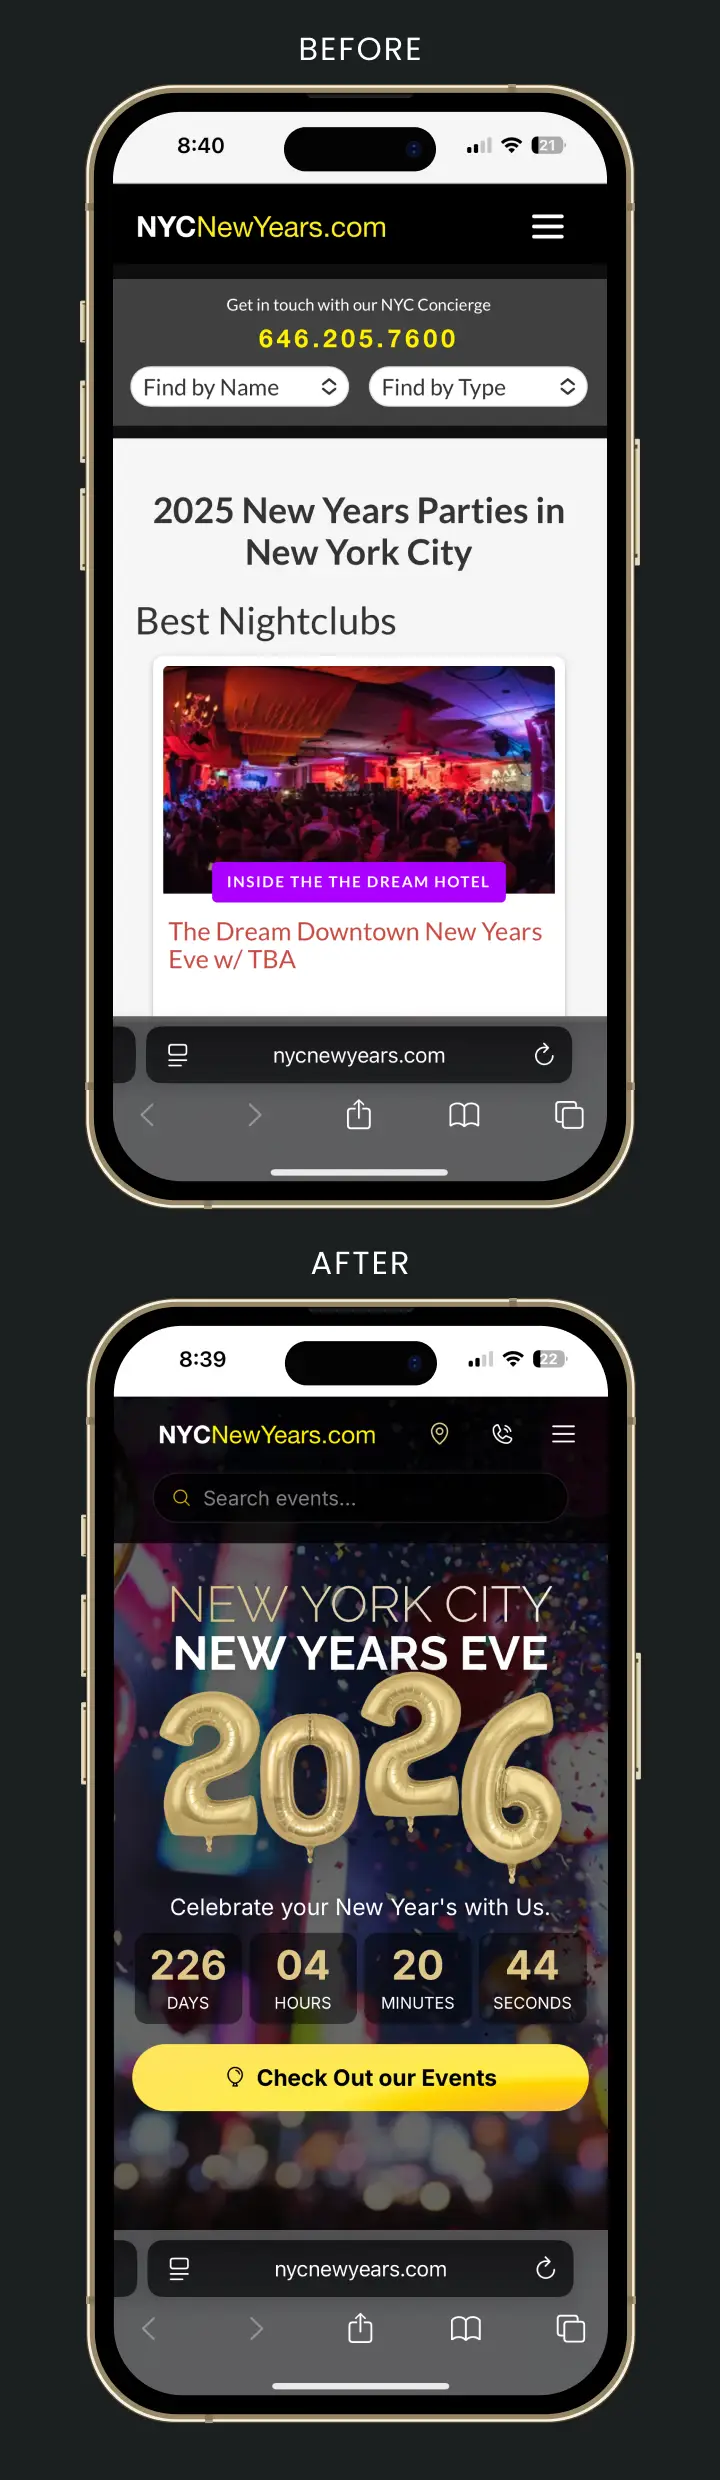 BEFORE
8:40
21
NYCNewYears.com
Get in touch with our NYC Concierge
646.205.7600
Find by Name
Find by Type
2025 New Years Parties in
New York City
Best Nightclubs
INSIDE THE THE DREAM HOTEL
The Dream Downtown New Years
Eve w/ TBA
nycnewyears.com
AFTER
8:39
22
NYCNewYears.com
Search events...
NEW YORK CITY
NEW YEARS EVE
2026
Celebrate your New Year's with Us.
226 04 20 44
DAYS HOURS MINUTES SECONDS
Check Out our Events
nycnewyears.com